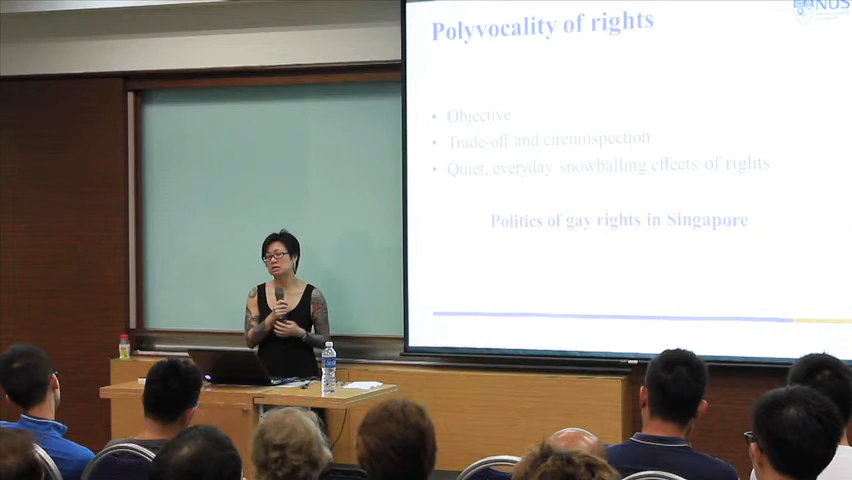 Polyvocality of rights
NUS
• Objective
• Trade-off and circumspection
• Quiet, everyday snowballing effects of rights
Politics of gay rights in Singapore